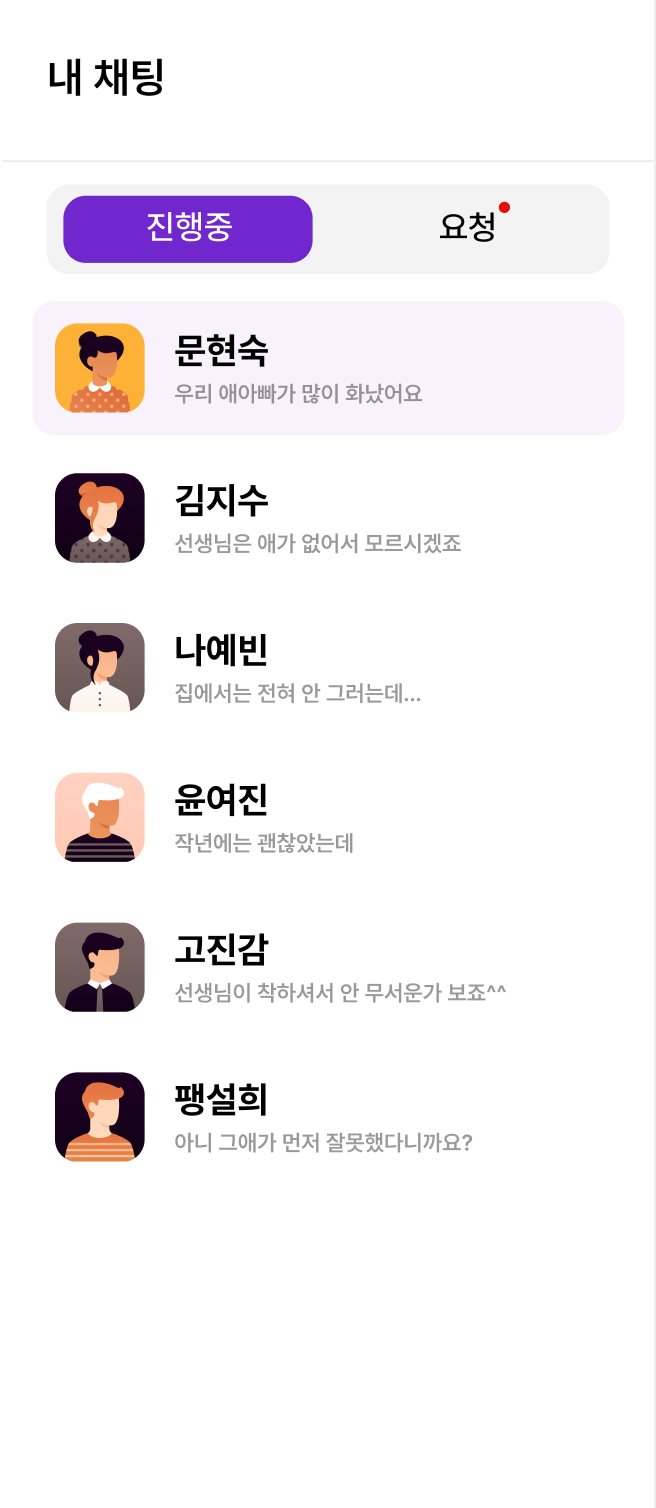 내 채팅
진행중
요청
문현숙
우리 애아빠가 많이 화났어요
김지수
선생님은 애가 없어서 모르시겠죠
나예빈
집에서는 전혀 안 그러는데...
윤여진
작년에는 괜찮았는데
고진감
선생님이 착하셔서 안 무서운가 보죠^^
팽설희
아니 그애가 먼저 잘못했다니까요?